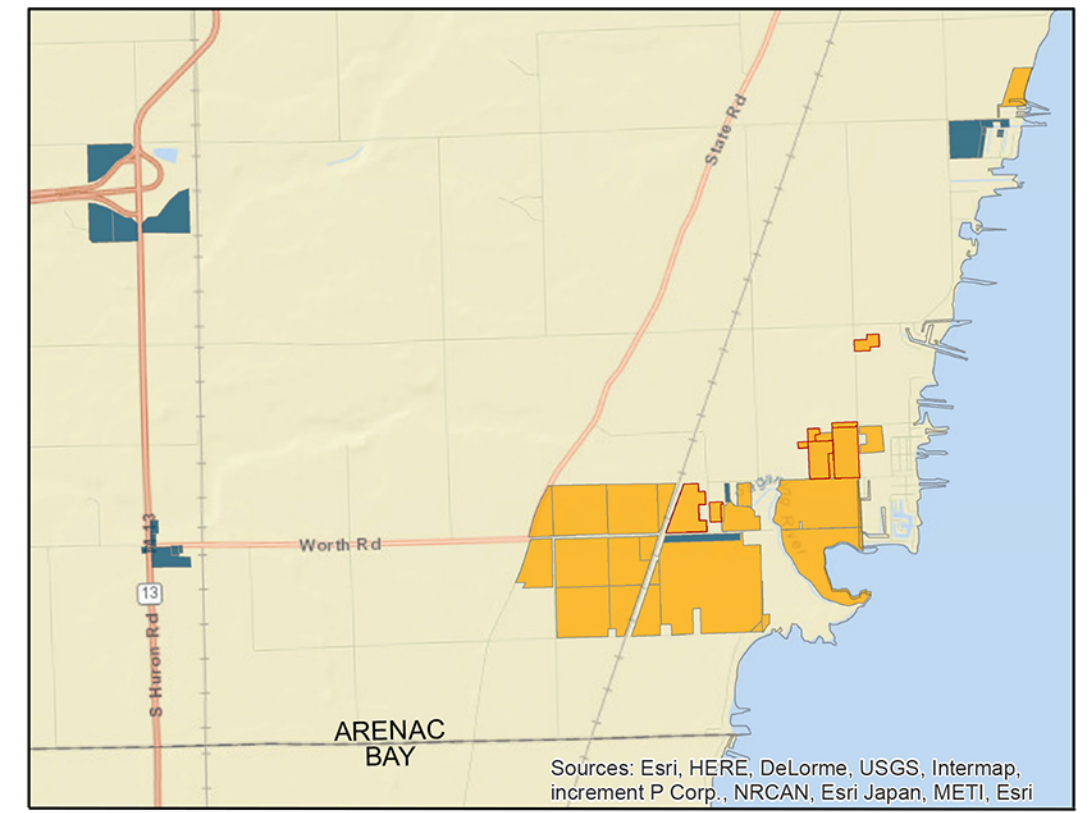 State Rd
M 13
Worth Rd
13
S Huron Rd
ARENAC
BAY
Sources: Esri, HERE, DeLorme, USGS, Intermap,
increment P Corp., NRCAN, Esri Japan, METI, Esri